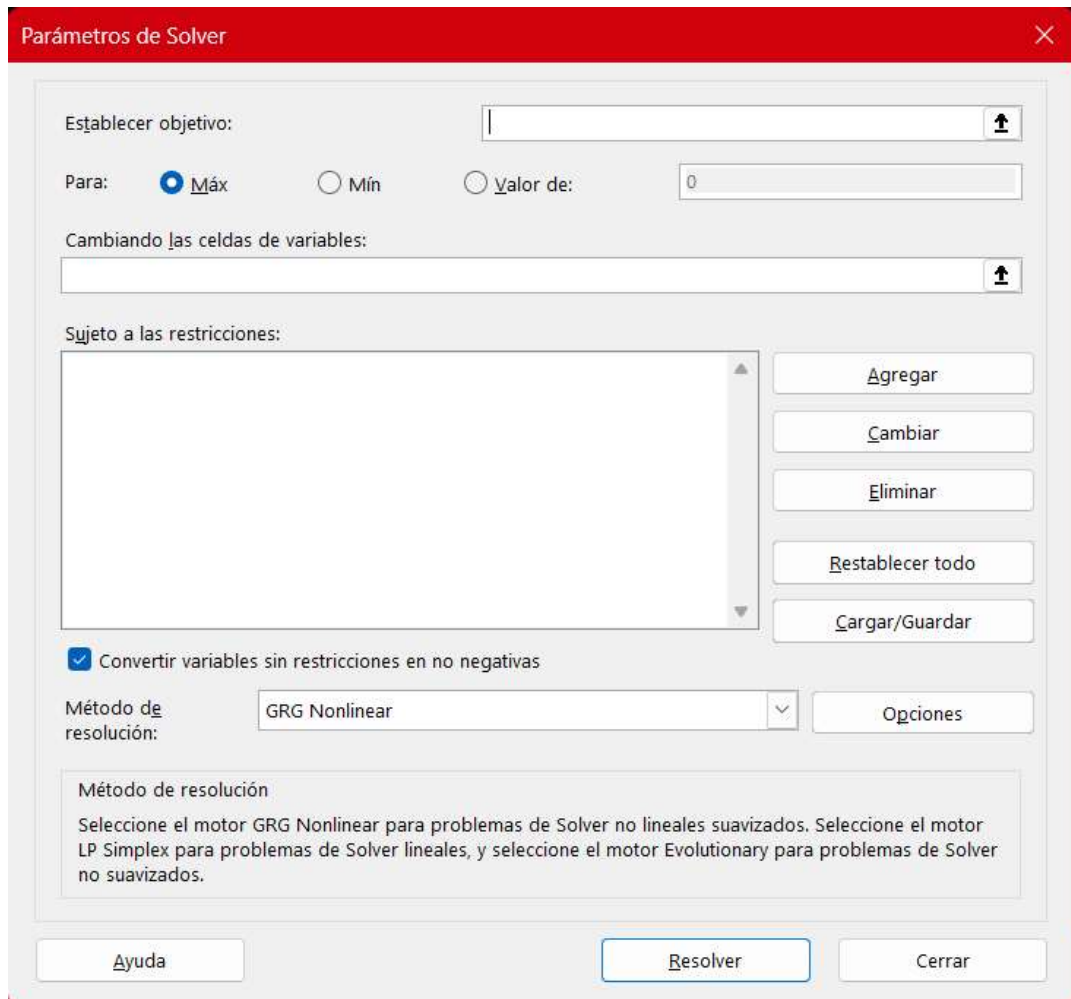 Parámetros de Solver
Establecer objetivo:
Para: Máx Mín Valor de: 0
Cambiando las celdas de variables:
Sujeto a las restricciones:
Agregar
Cambiar
Eliminar
Restablecer todo
Cargar/Guardar
Convertir variables sin restricciones en no negativas
Método de
resolución:
GRG Nonlinear
Opciones
Método de resolución
Seleccione el motor GRG Nonlinear para problemas de Solver no lineales suavizados. Seleccione el motor
LP Simplex para problemas de Solver lineales, y seleccione el motor Evolutionary para problemas de Solver
no suavizados.
Ayuda Resolver Cerrar